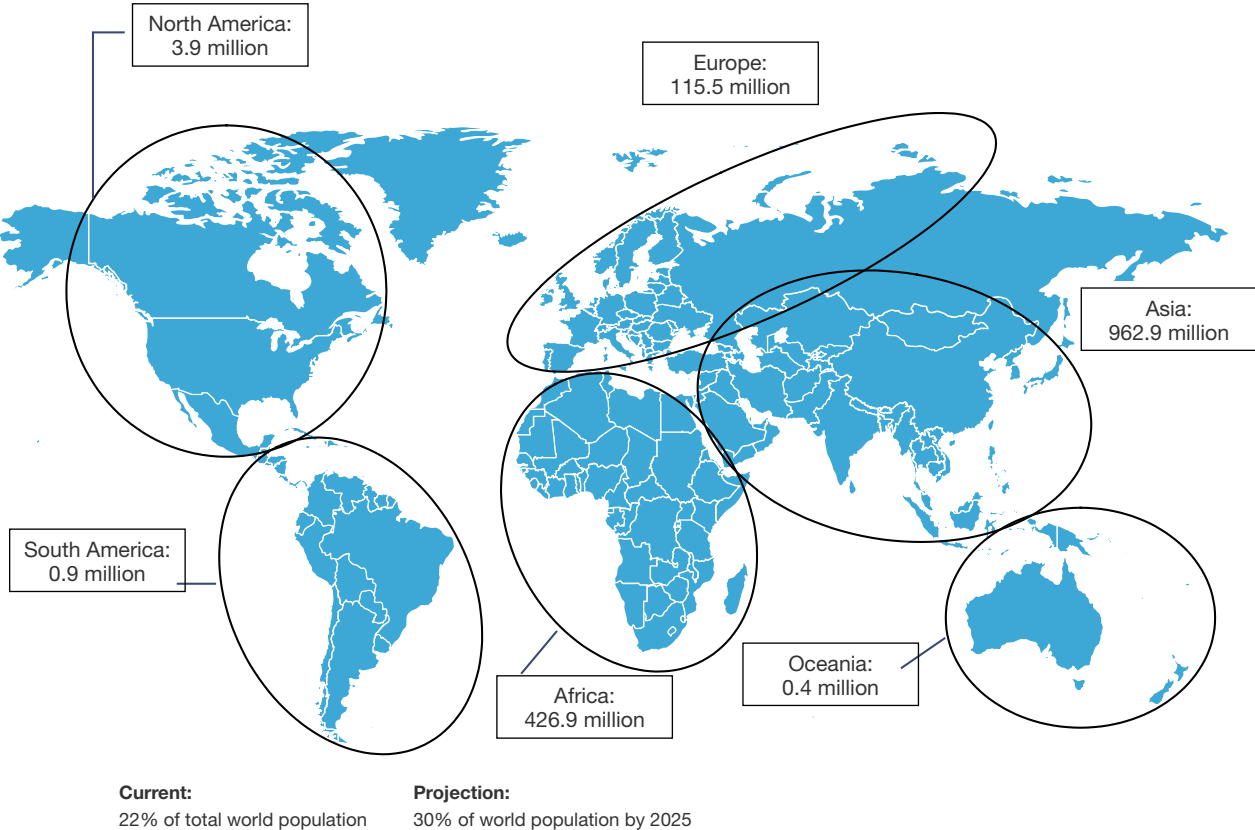 North America:
3.9 million
Europe:
115.5 million
Asia:
962.9 million
South America:
0.9 million
Africa:
426.9 million
Oceania:
0.4 million
Current:
22% of total world population
Projection:
30% of world population by 2025